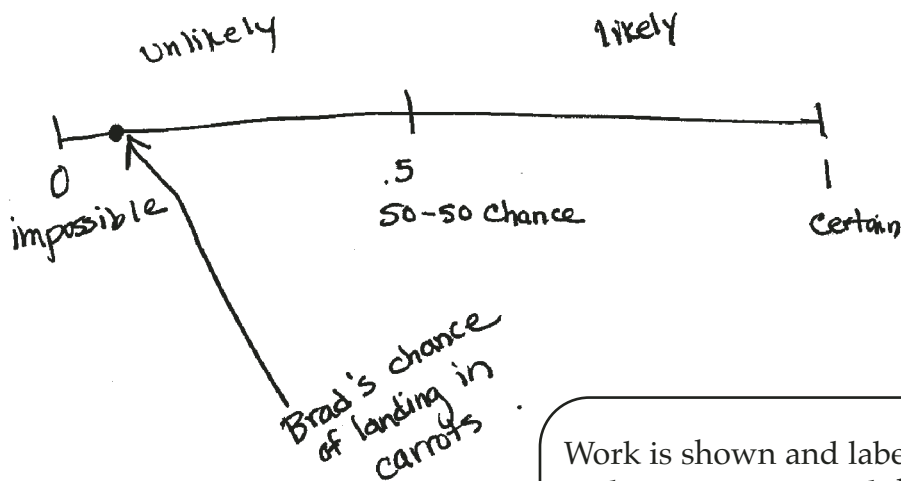 unlikely
likely
0
.5
1
impossible
50-50 Chance
Certain
Brad's chance
of landing in
carrots
Work is shown and